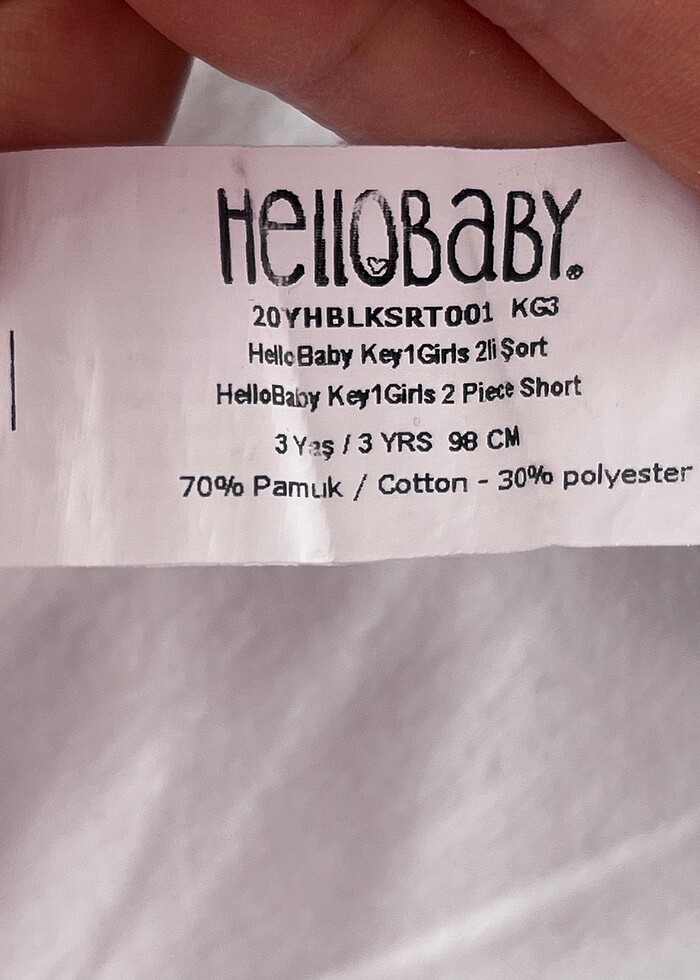 HelloBaBY®
20YHBLKSRT001 KG3
HelloBaby Key1Girls 2li Şort
HelloBaby Key1Girls 2 Piece Short
3 Yaş / 3 YRS 98 CM
70% Pamuk / Cotton - 30% polyester